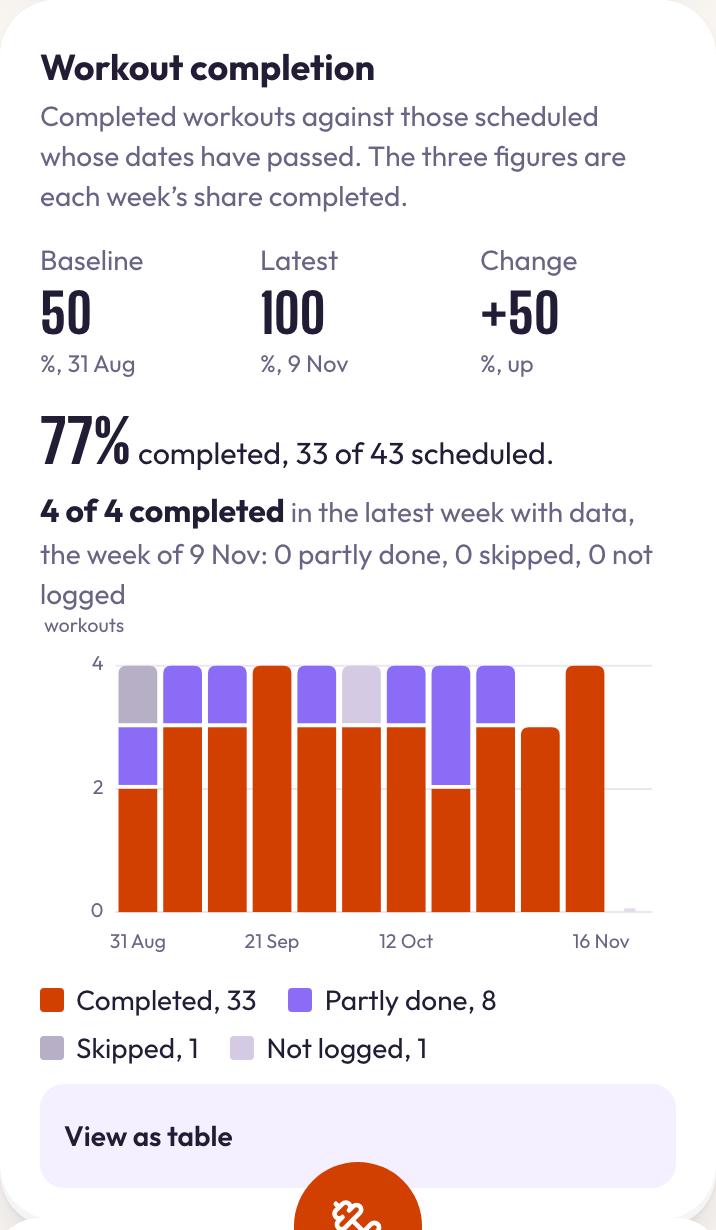 Workout completion
Completed workouts against those scheduled
whose dates have passed. The three figures are
each week’s share completed.
Baseline
50
%, 31 Aug
Latest
100
%, 9 Nov
Change
+50
%, up
77% completed, 33 of 43 scheduled.
4 of 4 completed in the latest week with data,
the week of 9 Nov: 0 partly done, 0 skipped, 0 not
logged
workouts
4
2
0
31 Aug
21 Sep
12 Oct
16 Nov
Completed, 33
Partly done, 8
Skipped, 1
Not logged, 1
View as table